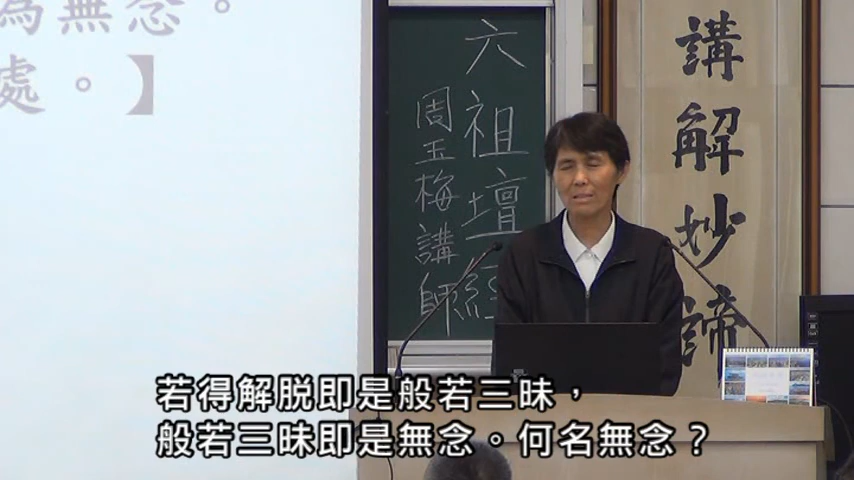 為無念。
處。】
六祖壇經
周玉梅講師
講解妙諦
若得解脱即是般若三昧，
般若三昧即是無念。何名無念？